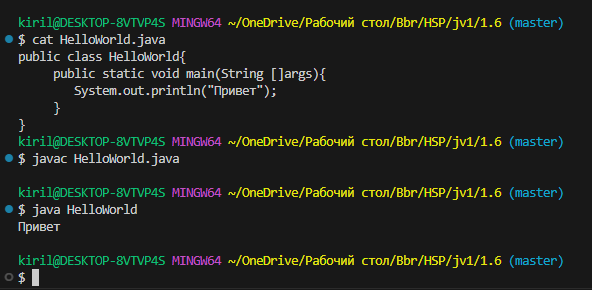 kiril@DESKTOP-8VTVP4S MINGW64 ~/OneDrive/Рабочий стол/Bbr/HSP/jv1/1.6 (master)
$ cat HelloWorld.java
public class HelloWorld{
     public static void main(String []args){
        System.out.println("Привет");
     }
}
kiril@DESKTOP-8VTVP4S MINGW64 ~/OneDrive/Рабочий стол/Bbr/HSP/jv1/1.6 (master)
$ javac HelloWorld.java

kiril@DESKTOP-8VTVP4S MINGW64 ~/OneDrive/Рабочий стол/Bbr/HSP/jv1/1.6 (master)
$ java HelloWorld
Привет

kiril@DESKTOP-8VTVP4S MINGW64 ~/OneDrive/Рабочий стол/Bbr/HSP/jv1/1.6 (master)
$